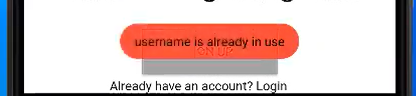 username is already in use
Already have an account? Login